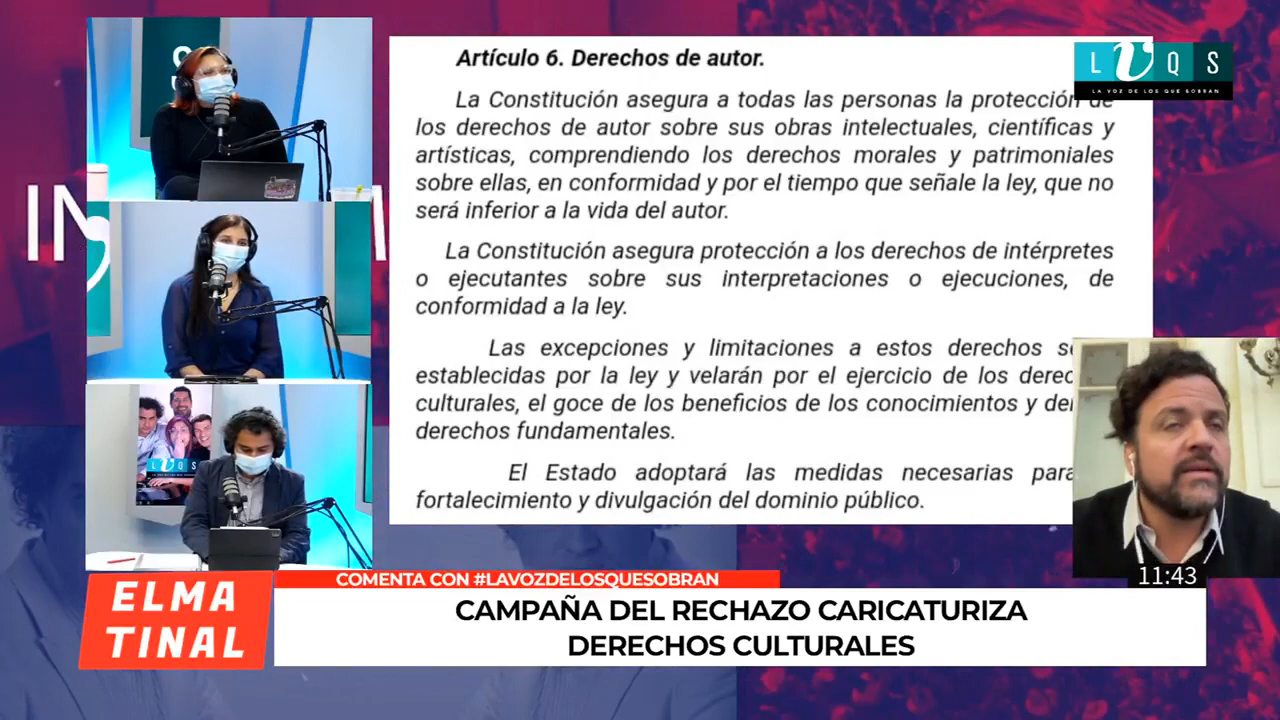 Artículo 6. Derechos de autor.
La Constitución asegura a todas las personas la protección de
los derechos de autor sobre sus obras intelectuales, científicas y
artísticas, comprendiendo los derechos morales y patrimoniales
sobre ellas, en conformidad y por el tiempo que señale la ley, que no
será inferior a la vida del autor.
La Constitución asegura protección a los derechos de intérpretes
o ejecutantes sobre sus interpretaciones o ejecuciones, de
conformidad a la ley.
Las excepciones y limitaciones a estos derechos
establecidas por la ley y velarán por el ejercicio de los
culturales, el goce de los beneficios de los conocimientos y
derechos fundamentales.
El Estado adoptará las medidas necesarias para
fortalecimiento y divulgación del dominio público.
L V Q S
LA VOZ DE LOS QUE SOBRAN
IN
L V Q S
11:43
ELMA
TINAL
COMENTA CON #LAVOZDELOSQUESOBRAN
CAMPAÑA DEL RECHAZO CARICATURIZA
DERECHOS CULTURALES